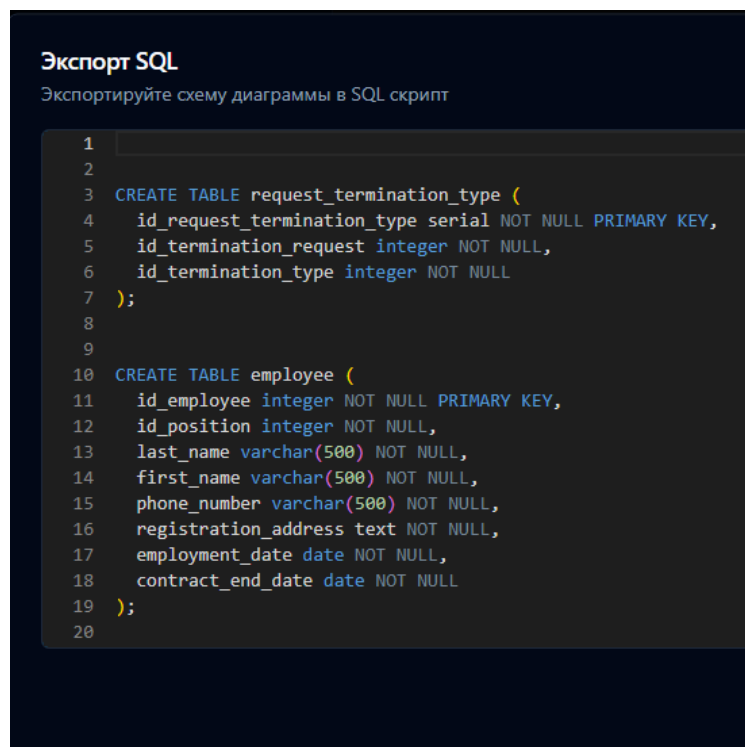 Экспорт SQL
Экспортируйте схему диаграммы в SQL скрипт
1
2
3 CREATE TABLE request_termination_type (
4   id_request_termination_type serial NOT NULL PRIMARY KEY,
5   id_termination_request integer NOT NULL,
6   id_termination_type integer NOT NULL
7 );
8
9
10 CREATE TABLE employee (
11   id_employee integer NOT NULL PRIMARY KEY,
12   id_position integer NOT NULL,
13   last_name varchar(500) NOT NULL,
14   first_name varchar(500) NOT NULL,
15   phone_number varchar(500) NOT NULL,
16   registration_address text NOT NULL,
17   employment_date date NOT NULL,
18   contract_end_date date NOT NULL
19 );
20